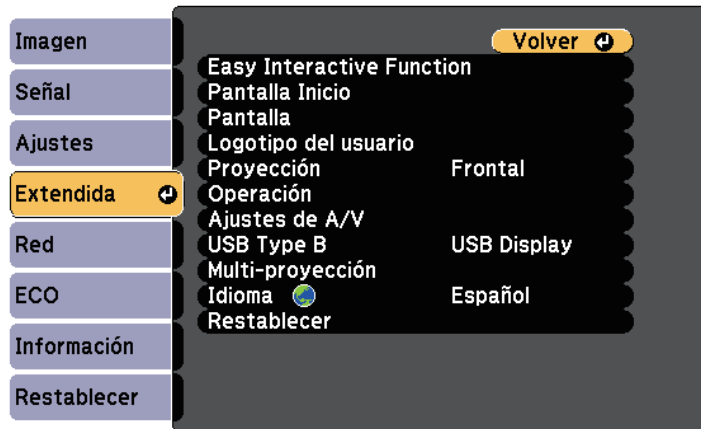 Imagen
Señal
Ajustes
Extendida
Red
ECO
Información
Restablecer
Volver
Easy Interactive Function
Pantalla Inicio
Pantalla
Logotipo del usuario
Proyección Frontal
Operación
Ajustes de A/V
USB Type B USB Display
Multi-proyección
Idioma Español
Restablecer